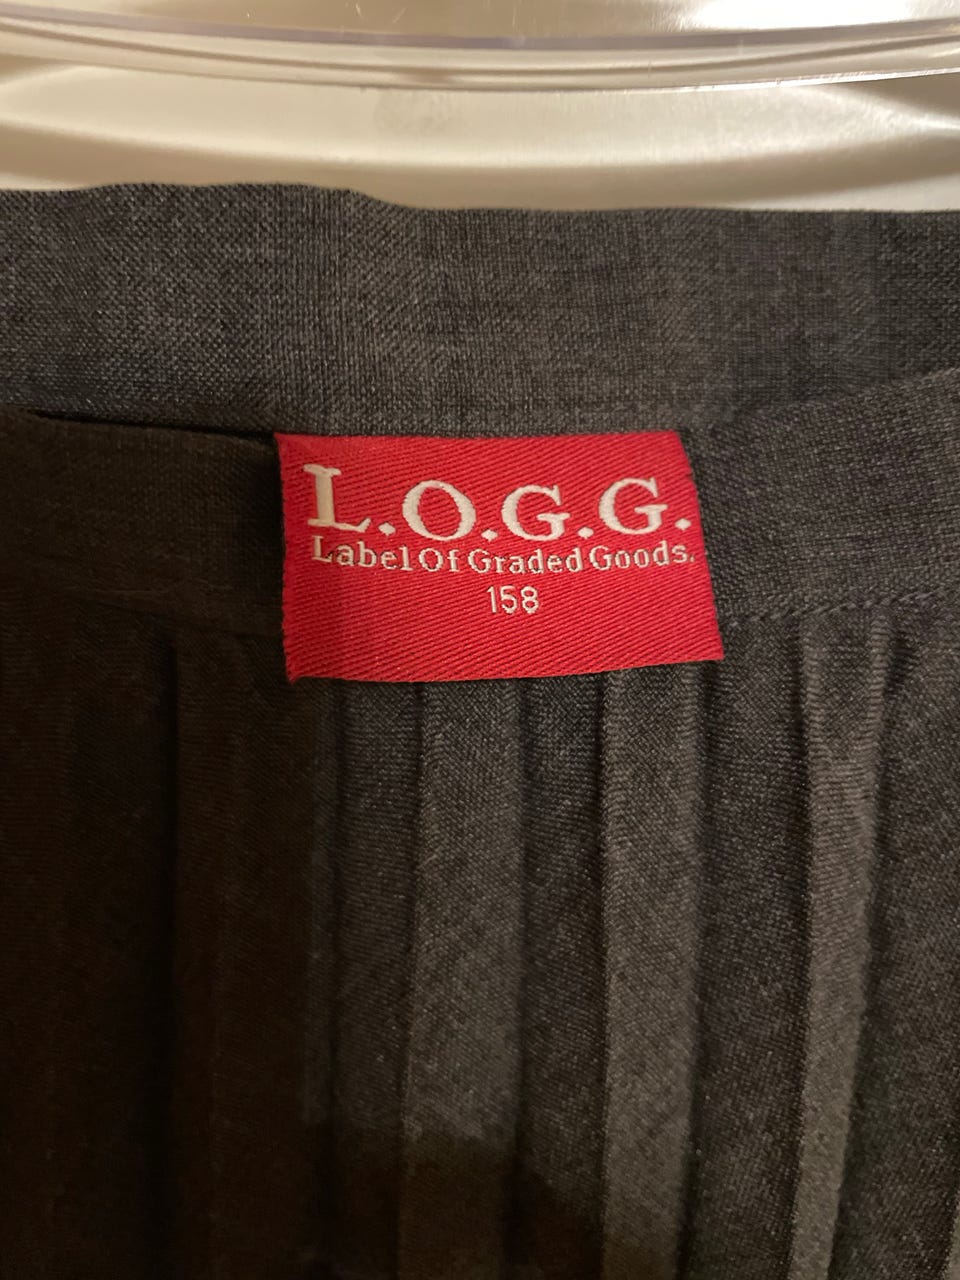 L.O.G.G.
Label Of Graded Goods.
158